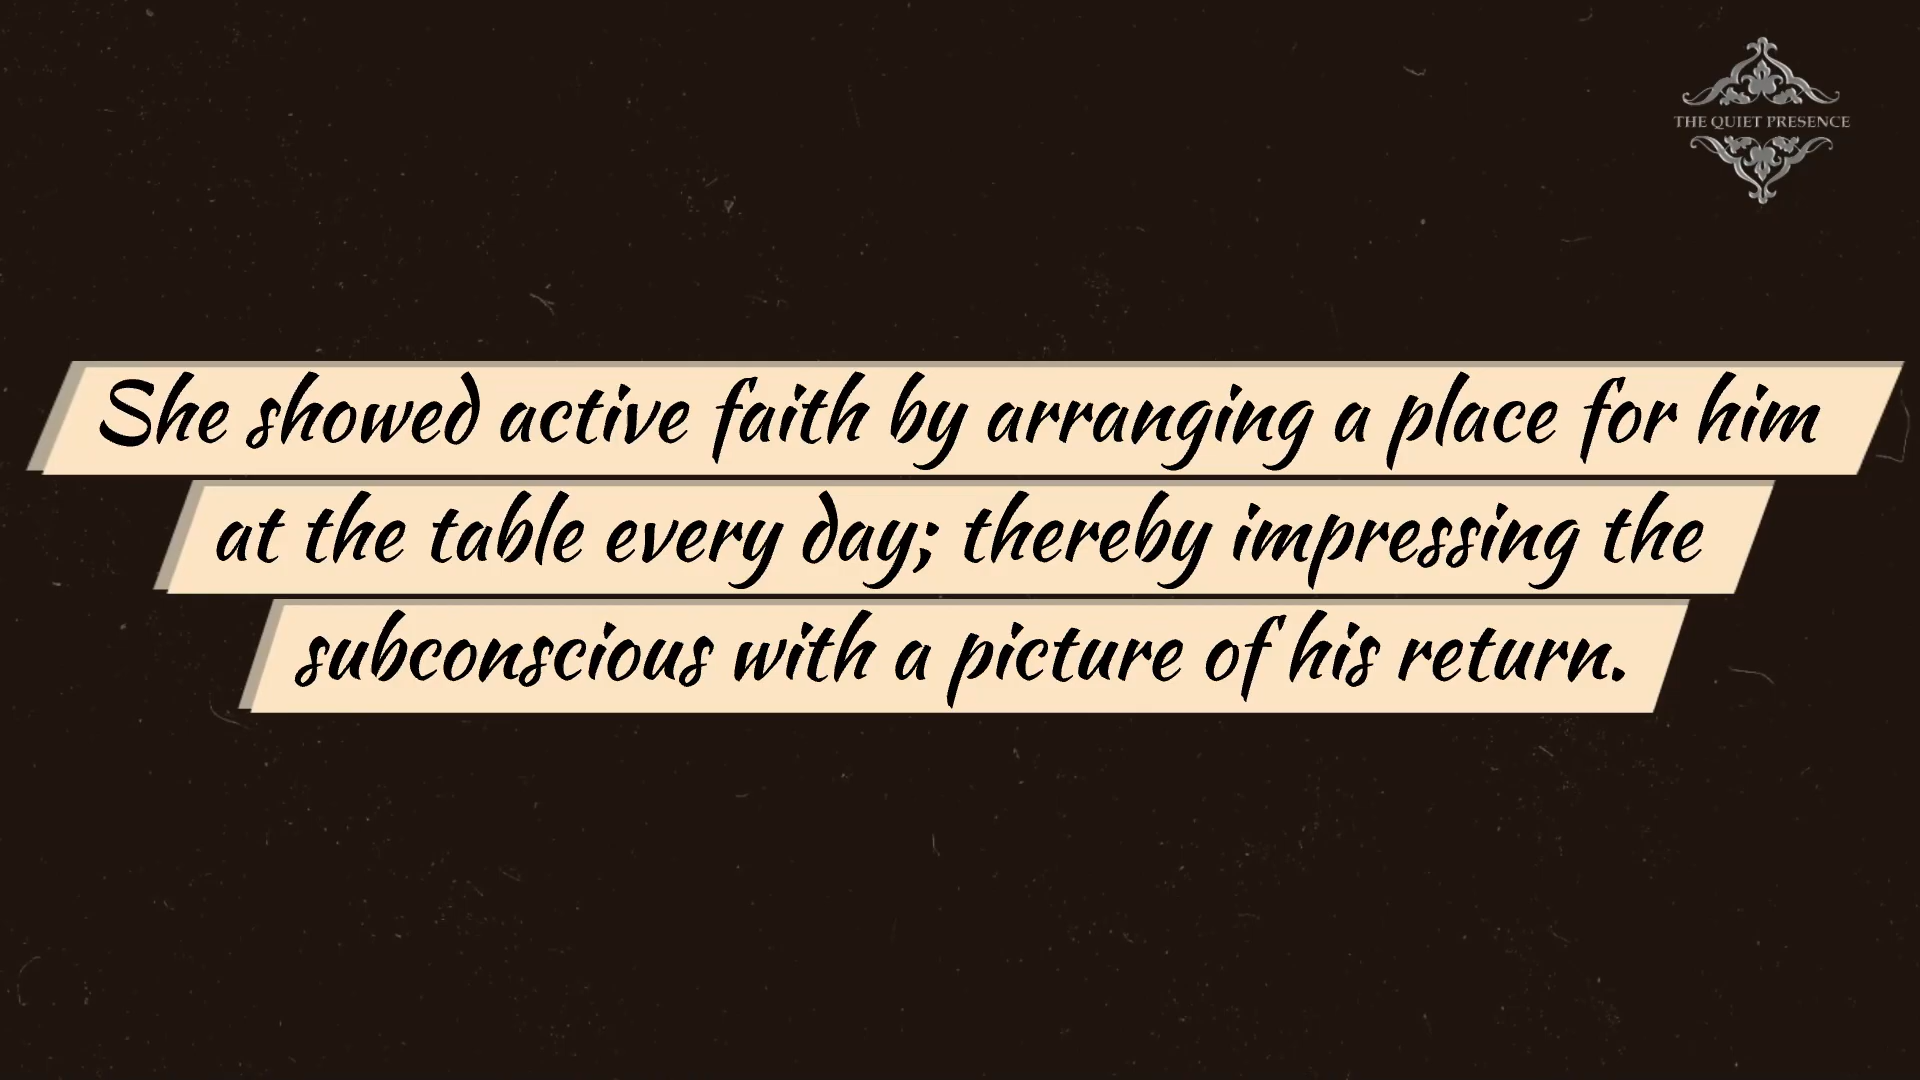 THE QUIET PRESENCE
She showed active faith by arranging a place for him
at the table every day; thereby impressing the
subconscious with a picture of his return.